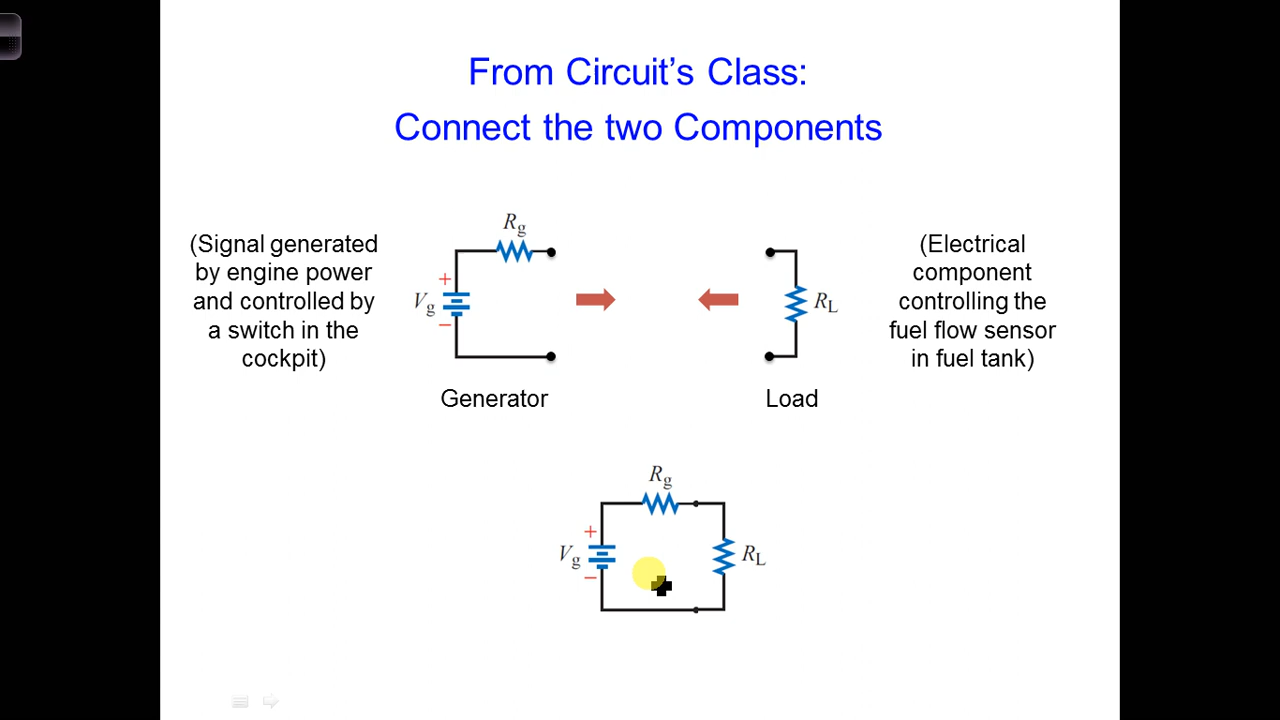 From Circuit's Class:
Connect the two Components
(Signal generated
by engine power
and controlled by
a switch in the
cockpit)
Rg
+
Vg
−
Generator
RL
Load
(Electrical
component
controlling the
fuel flow sensor
in fuel tank)
Rg
+
Vg
−
RL